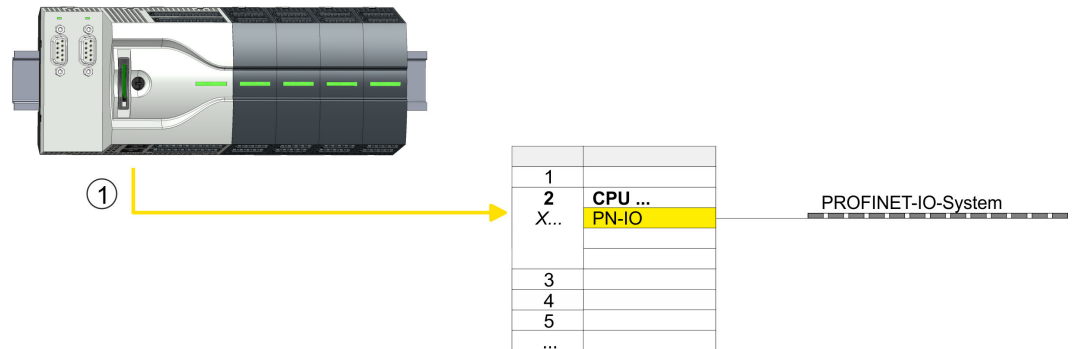 ①
1
2 CPU ...
X... PN-IO
PROFINET-IO-System
3
4
5
...